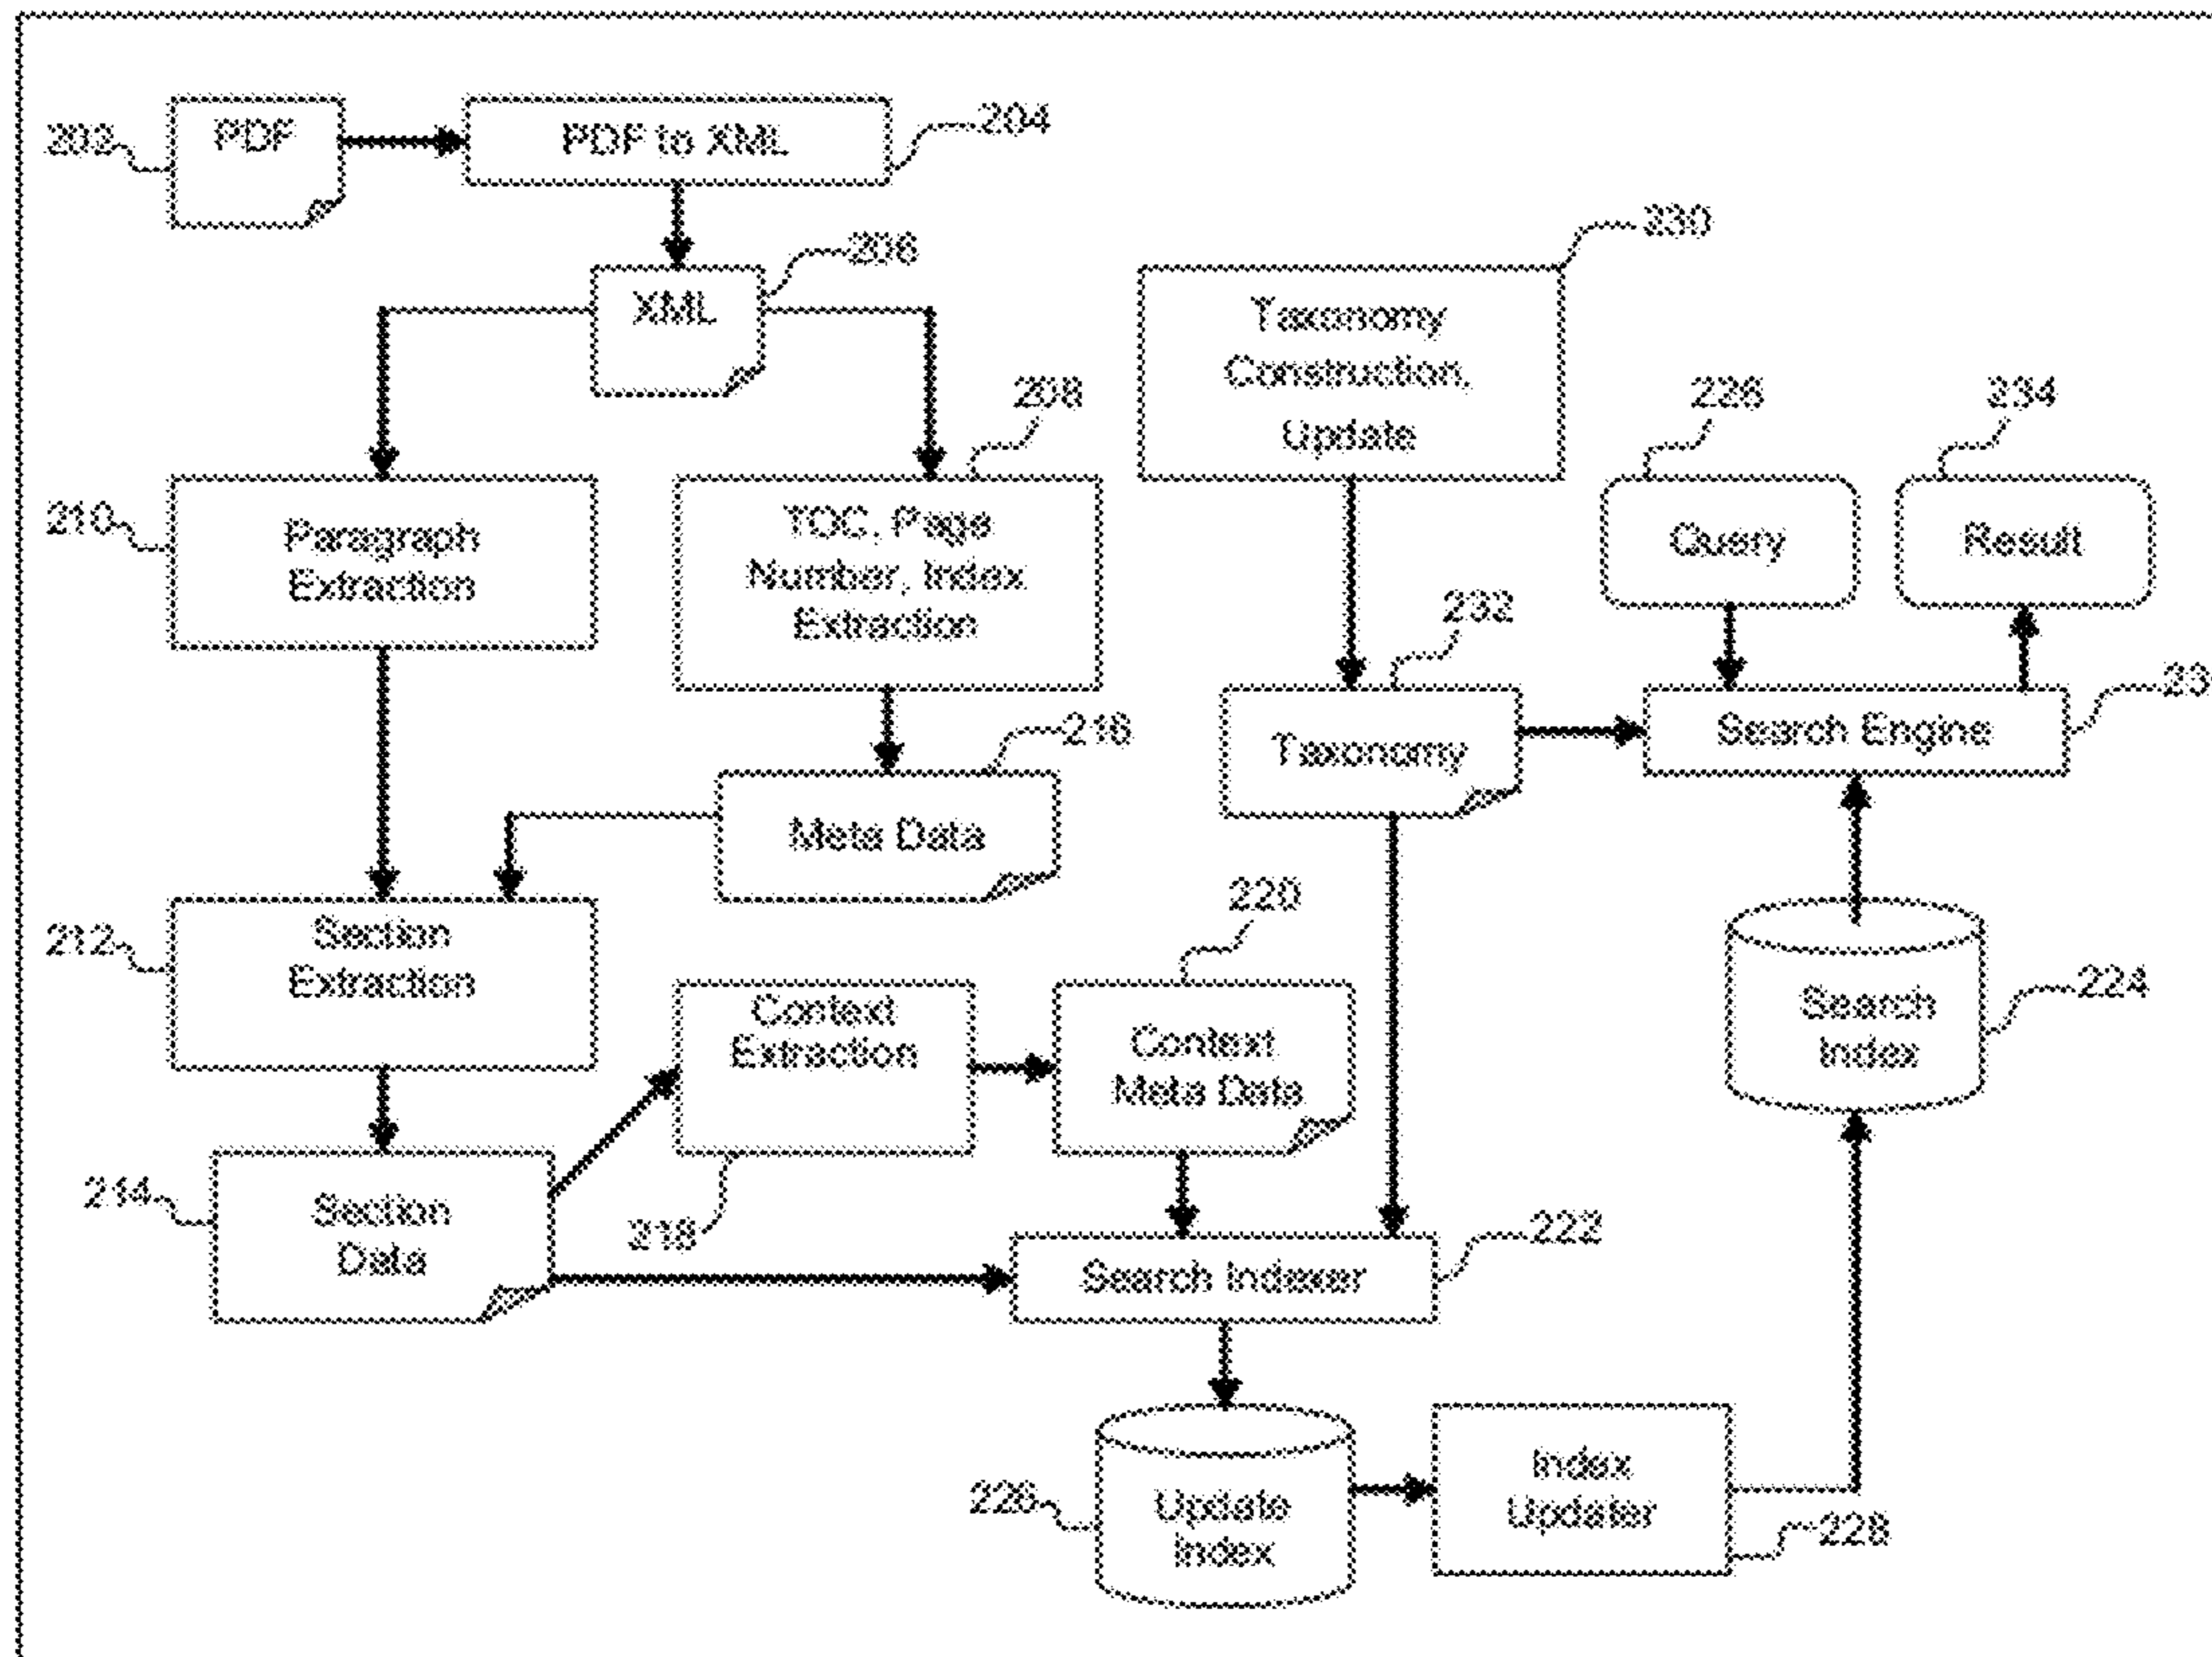 202
PDF
PDF to XML
204
XML
206
330
Taxonomy
Construction,
Update
208
226
234
210
Paragraph
Extraction
TOC, Page
Number, Index
Extraction
Query
Result
232
216
Taxonomy
Search Engine
23
Meta Data
220
212
Section
Extraction
Context
Extraction
Context
Meta Data
Search
Index
224
214
Section
Data
218
Search Indexer
222
226
Update
Index
Index
Updater
228